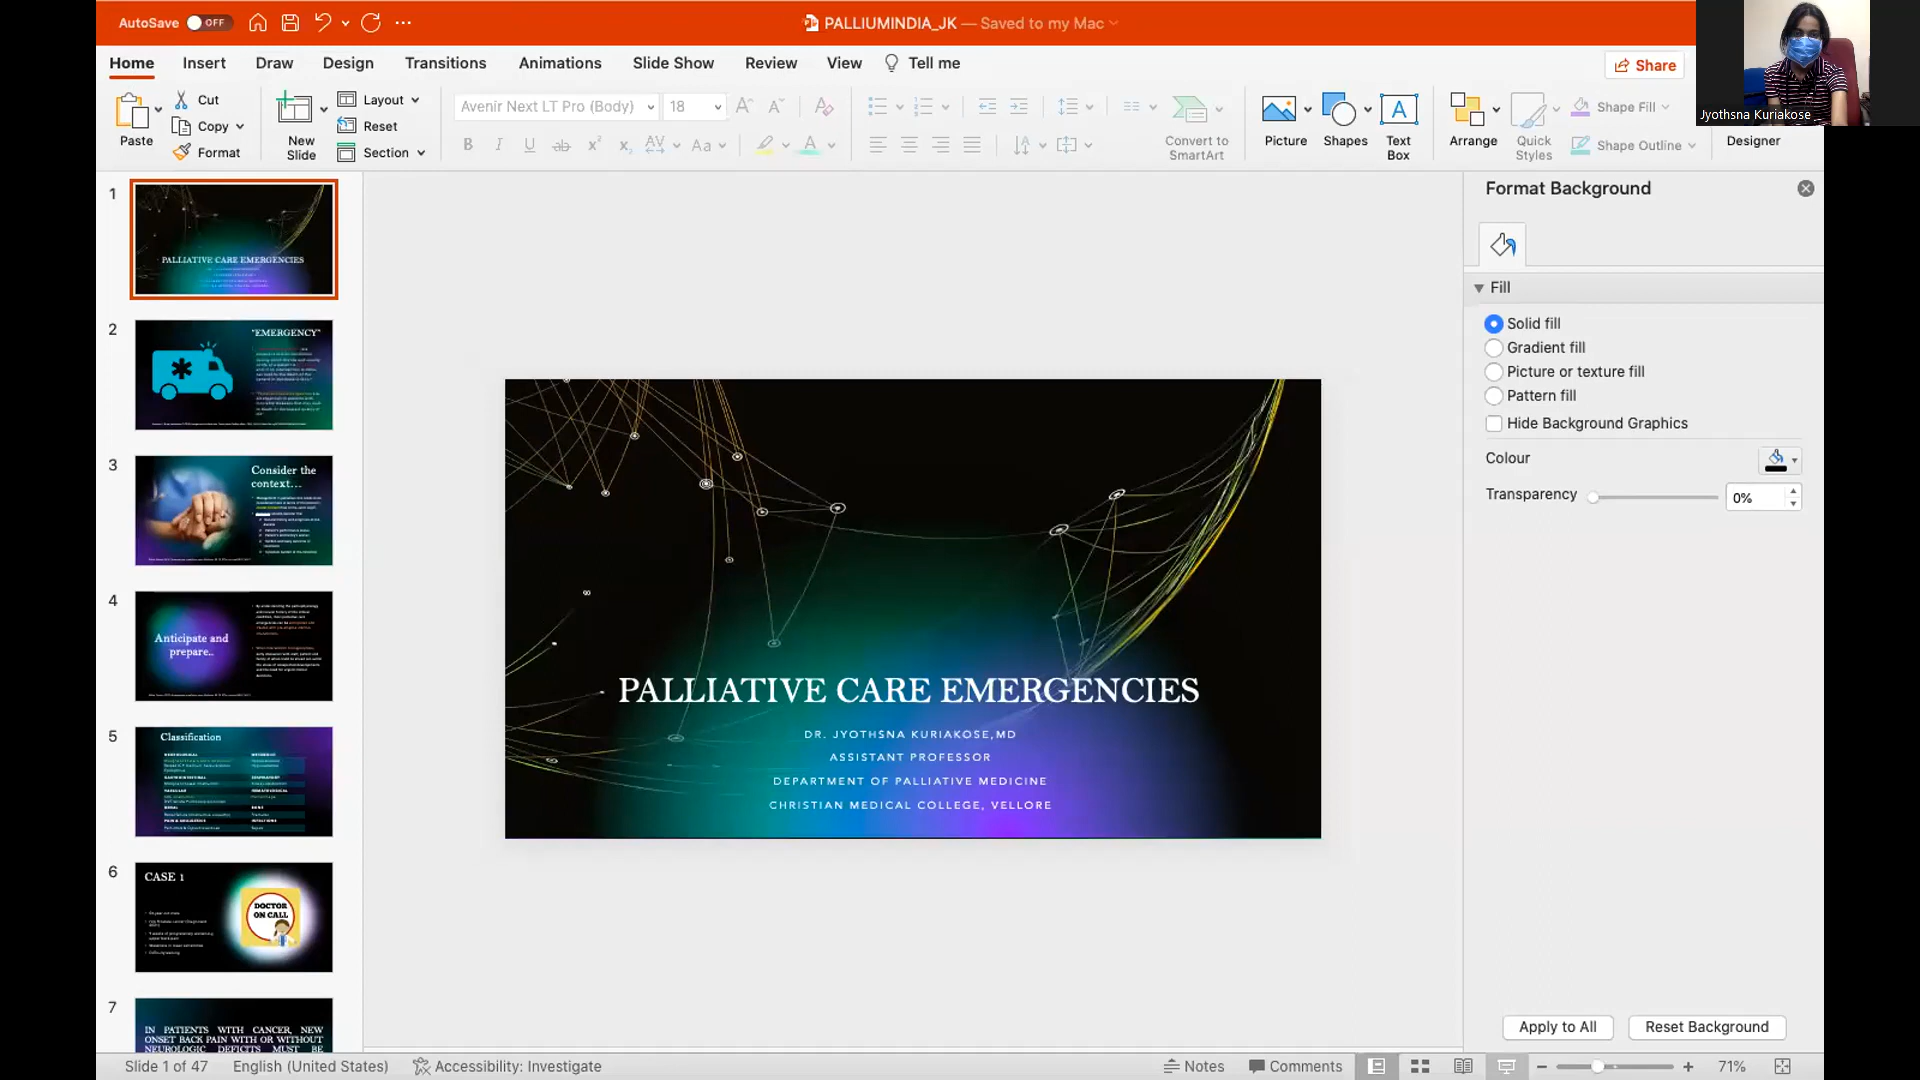 AutoSave OFF
PALLIUMINDIA_JK — Saved to my Mac
Home Insert Draw Design Transitions Animations Slide Show Review View Tell me
Share
Jyothsna Kuriakose
Paste
Cut
Copy
Format
New Slide
Layout
Reset
Section
Avenir Next LT Pro (Body) 18
Convert to SmartArt
Picture
Shapes
Text Box
Arrange
Quick Styles
Shape Fill
Shape Outline
Designer
1
PALLIATIVE CARE EMERGENCIES
2
"EMERGENCY"
3
Consider the
context...
4
Anticipate and
prepare..
5
Classification
6
CASE 1
DOCTOR
ON CALL
7
IN PATIENTS WITH CANCER, NEW
ONSET BACK PAIN WITH OR WITHOUT
NEUROLOGIC DEFICITS MUST BE
PALLIATIVE CARE EMERGENCIES
DR. JYOTHSNA KURIAKOSE,MD
ASSISTANT PROFESSOR
DEPARTMENT OF PALLIATIVE MEDICINE
CHRISTIAN MEDICAL COLLEGE, VELLORE
Format Background
Fill
Solid fill
Gradient fill
Picture or texture fill
Pattern fill
Hide Background Graphics
Colour
Transparency 0%
Apply to All
Reset Background
Slide 1 of 47 English (United States) Accessibility: Investigate
Notes Comments 71%